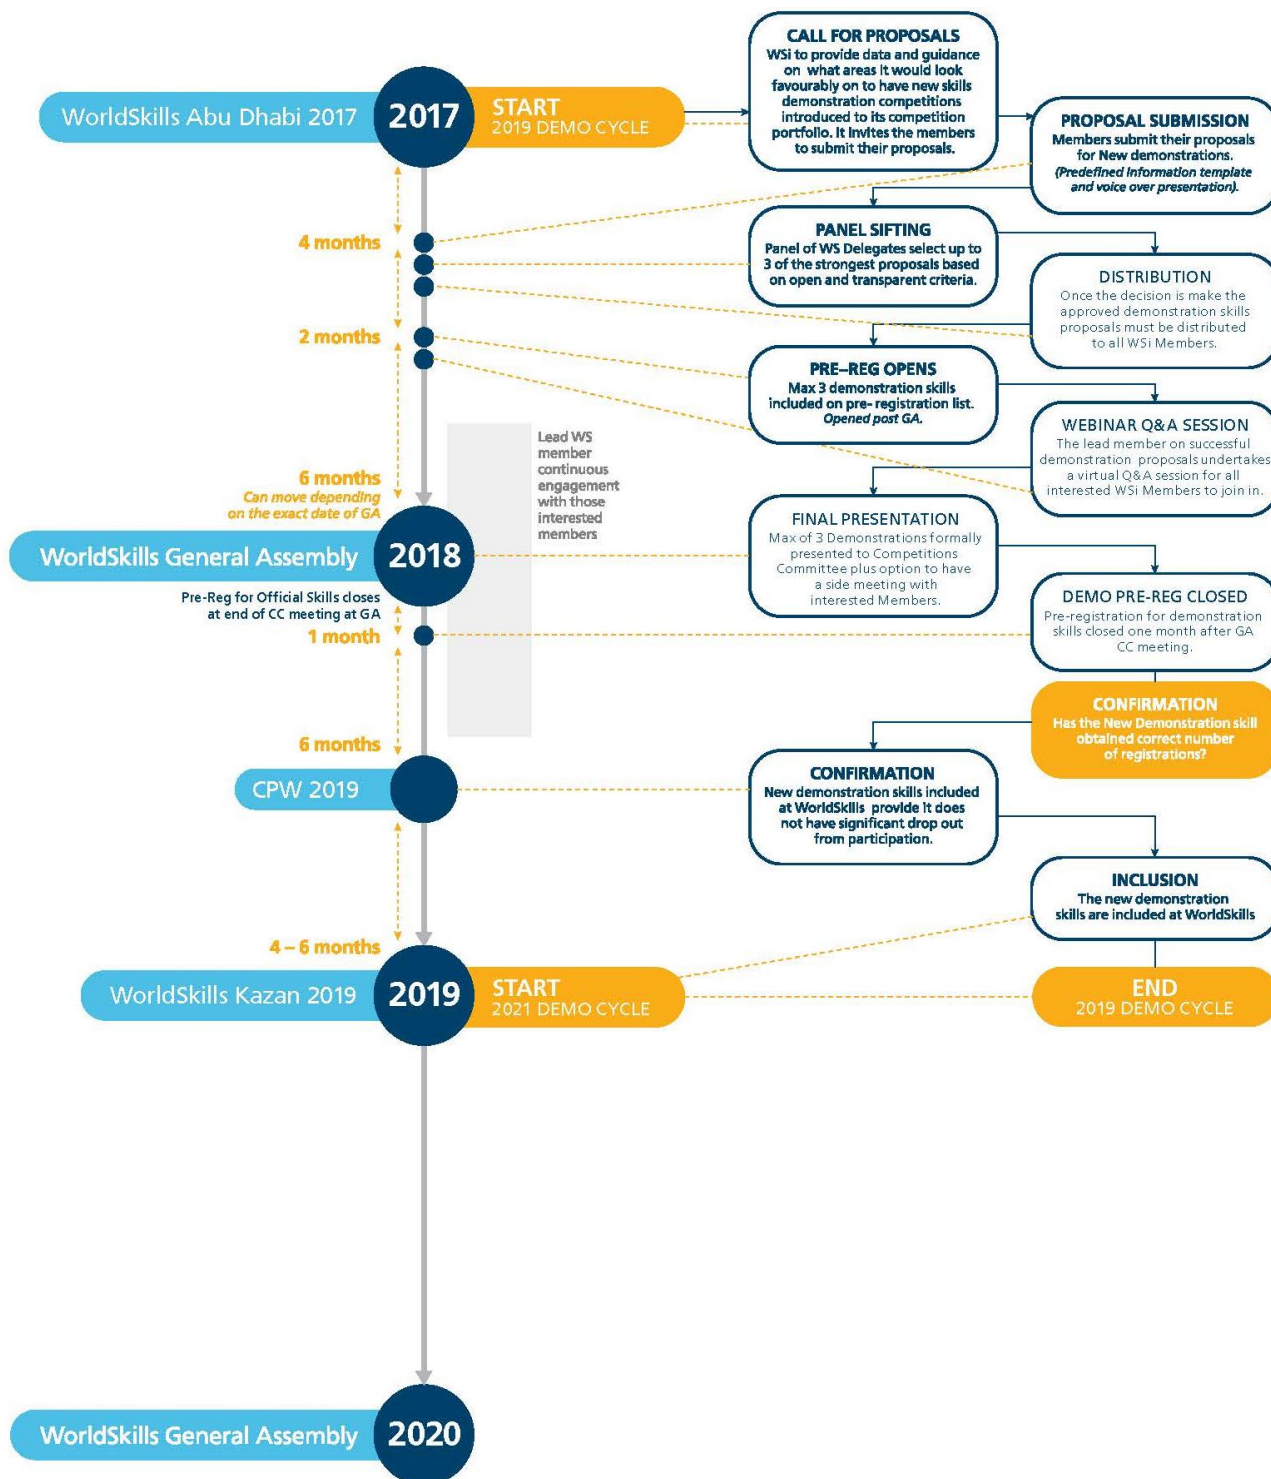 WorldSkills Abu Dhabi 2017
2017
START
2019 DEMO CYCLE
CALL FOR PROPOSALS
WSi to provide data and guidance
on what areas it would look
favourably on to have new skills
demonstration competitions
introduced to its competition
portfolio. It invites the members
to submit their proposals.
PROPOSAL SUBMISSION
Members submit their proposals
for New demonstrations.
(Predefined information template
and voice over presentation).
4 months
PANEL SIFTING
Panel of WS Delegates select up to
3 of the strongest proposals based
on open and transparent criteria.
DISTRIBUTION
Once the decision is make the
approved demonstration skills
proposals must be distributed
to all WSi Members.
2 months
PRE–REG OPENS
Max 3 demonstration skills
included on pre- registration list.
Opened post GA.
WEBINAR Q&A SESSION
The lead member on successful
demonstration proposals undertakes
a virtual Q&A session for all
interested WSi Members to join in.
Lead WS
member
continuous
engagement
with those
interested
members
6 months
Can move depending
on the exact date of GA
WorldSkills General Assembly
2018
FINAL PRESENTATION
Max of 3 Demonstrations formally
presented to Competitions
Committee plus option to have
a side meeting with
interested Members.
Pre-Reg for Official Skills closes
at end of CC meeting at GA
1 month
DEMO PRE-REG CLOSED
Pre-registration for demonstration
skills closed one month after GA
CC meeting.
CONFIRMATION
Has the New Demonstration skill
obtained correct number
of registrations?
6 months
CPW 2019
CONFIRMATION
New demonstration skills included
at WorldSkills provide it does
not have significant drop out
from participation.
INCLUSION
The new demonstration
skills are included at WorldSkills
4 – 6 months
WorldSkills Kazan 2019
2019
START
2021 DEMO CYCLE
END
2019 DEMO CYCLE
WorldSkills General Assembly
2020